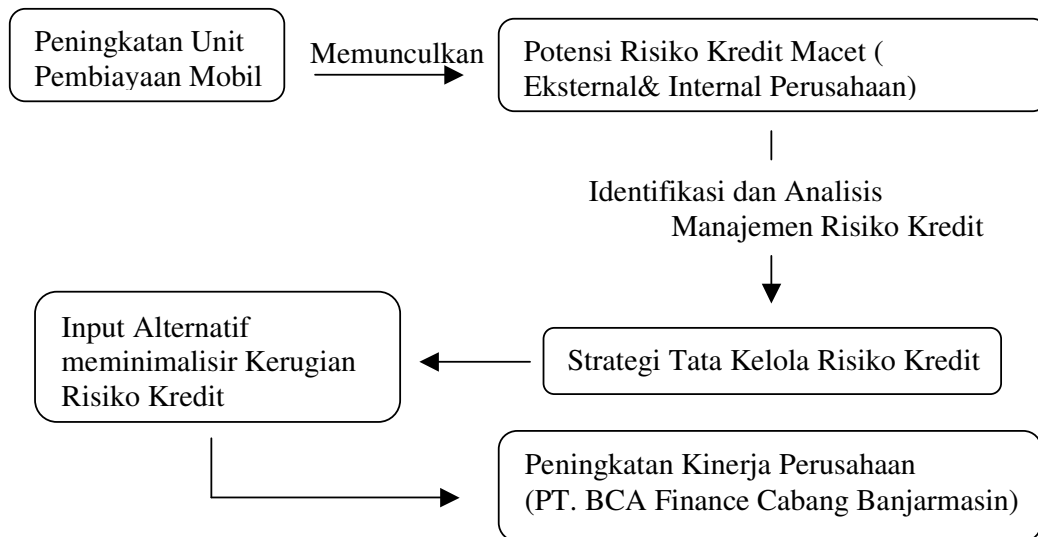 Peningkatan Unit
Pembiayaan Mobil
Memunculkan
Potensi Risiko Kredit Macet (
Eksternal& Internal Perusahaan)
Identifikasi dan Analisis
Manajemen Risiko Kredit
Strategi Tata Kelola Risiko Kredit
Input Alternatif
meminimalisir Kerugian
Risiko Kredit
Peningkatan Kinerja Perusahaan
(PT. BCA Finance Cabang Banjarmasin)